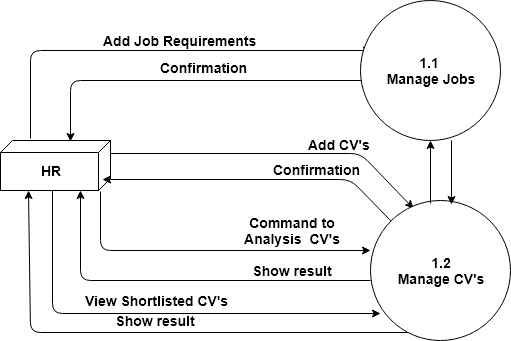 Add Job Requirements
1.1
Manage Jobs
Confirmation
Add CV's
HR
Confirmation
Command to
Analysis CV's
1.2
Manage CV's
Show result
View Shortlisted CV's
Show result